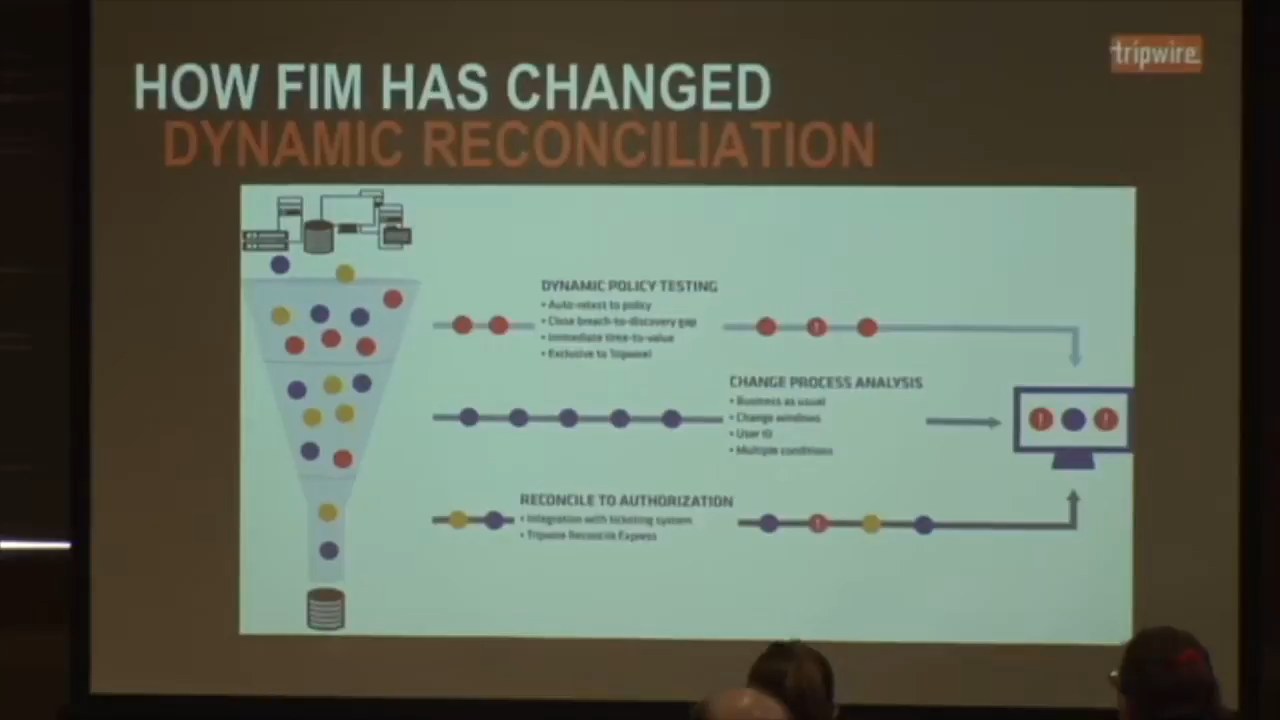 tripwire
HOW FIM HAS CHANGED
DYNAMIC RECONCILIATION
DYNAMIC POLICY TESTING
• Auto-retest to policy
• Close breach-to-discovery gap
• Immediate time-to-value
• Exclusive to Tripwire!
CHANGE PROCESS ANALYSIS
• Business as usual
• Change windows
• User ID
• Multiple conditions
RECONCILE TO AUTHORIZATION
• Integration with ticketing system
• Tripwire Reconcile Express
! ! ! !